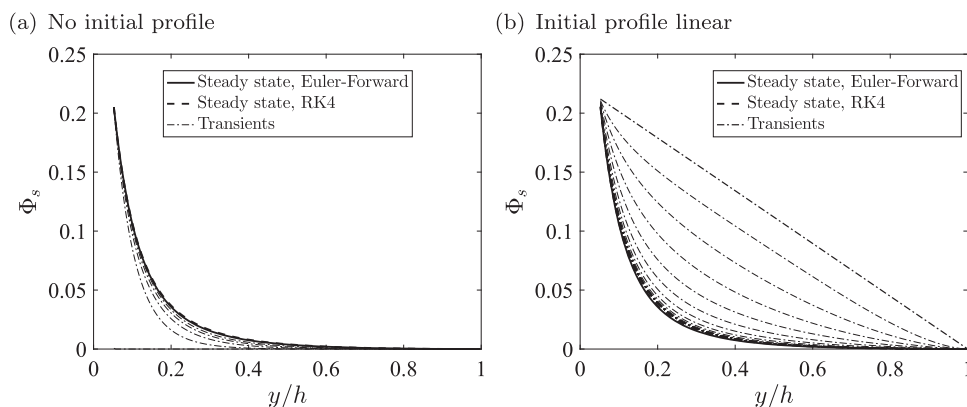 (a) No initial profile
0.25
0.2
0.15
0.1
0.05
0
Φs
Steady state, Euler-Forward
Steady state, RK4
Transients
0 0.2 0.4 0.6 0.8 1
y/h
(b) Initial profile linear
0.25
0.2
0.15
0.1
0.05
0
Φs
Steady state, Euler-Forward
Steady state, RK4
Transients
0 0.2 0.4 0.6 0.8 1
y/h